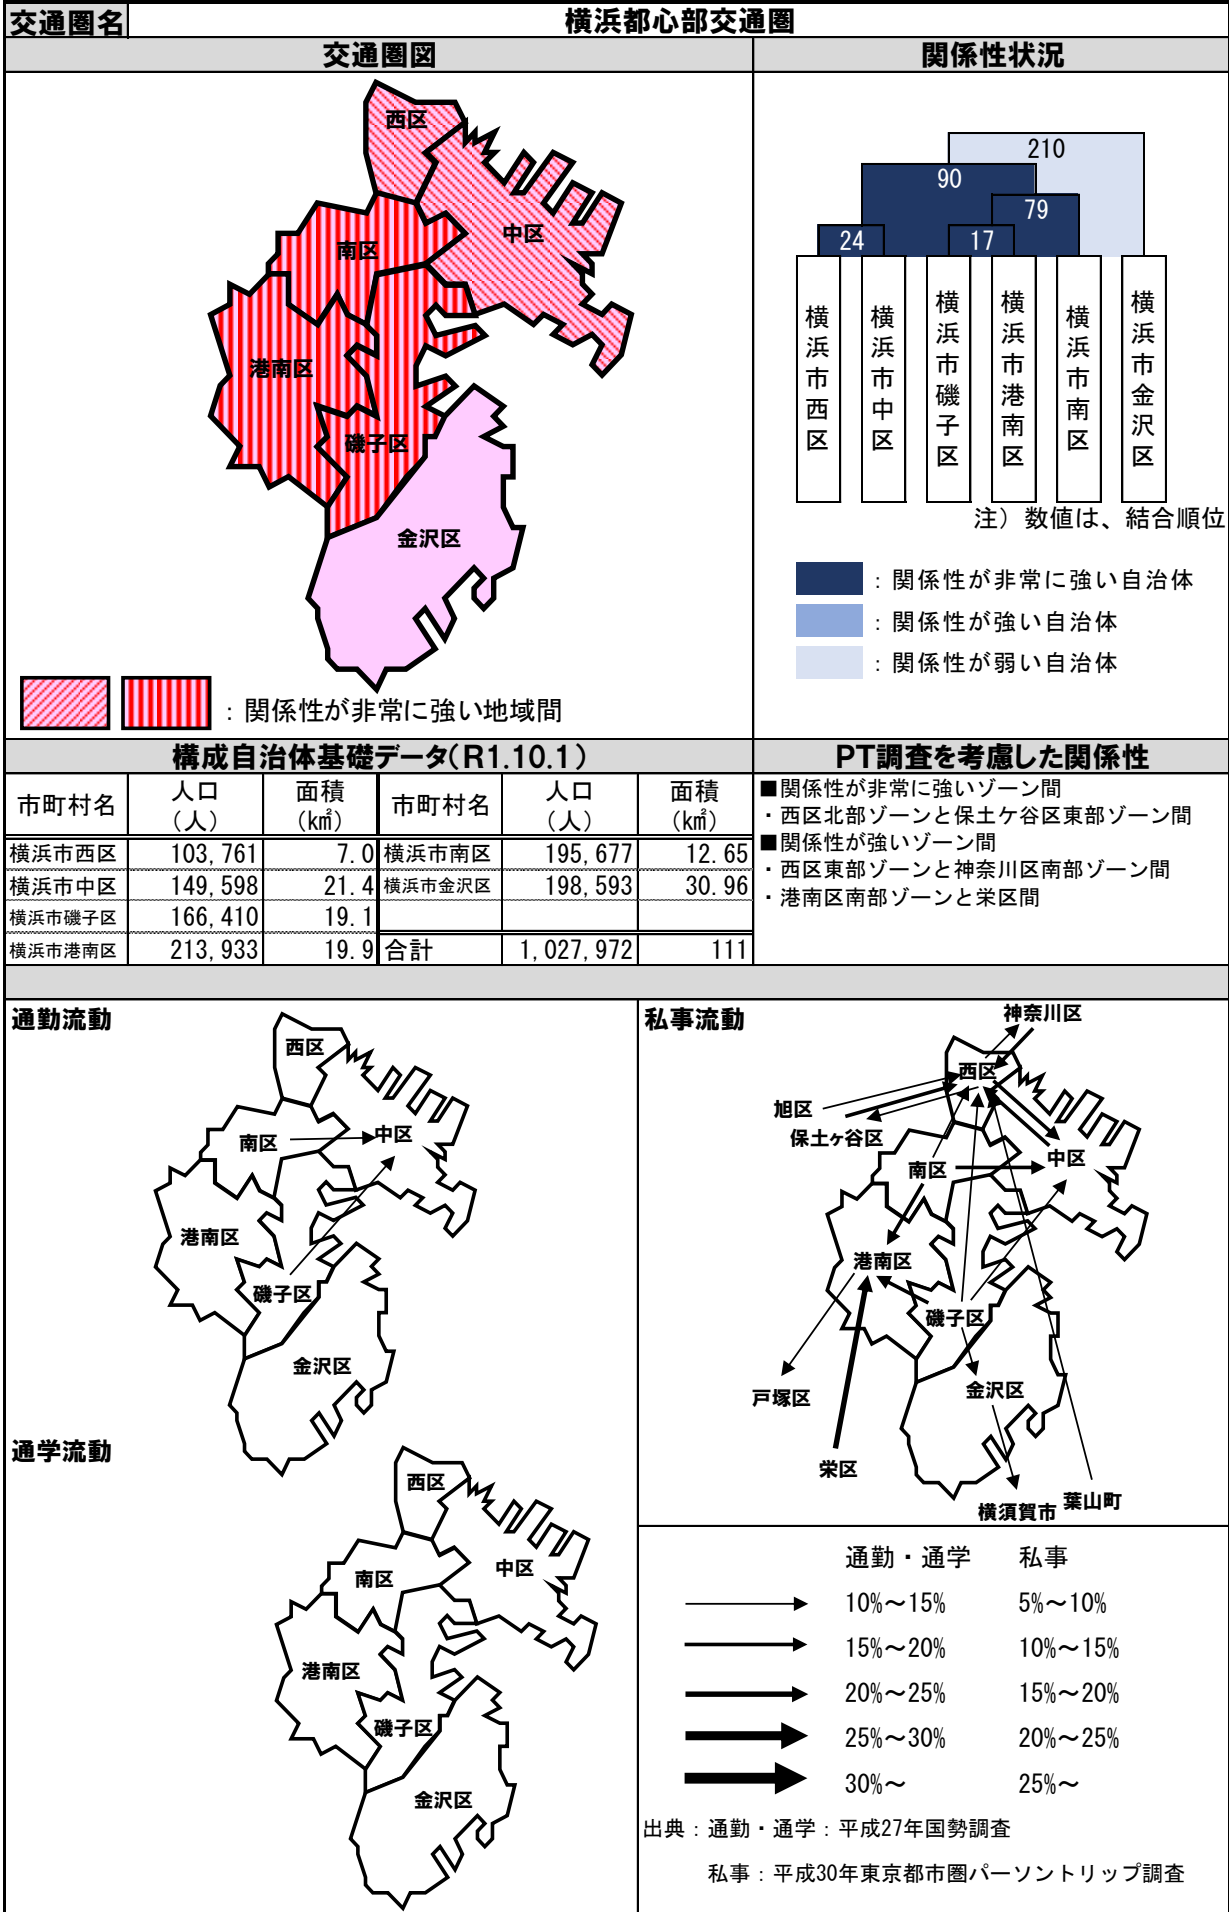 交通圏名
横浜都心部交通圏
交通圏図
関係性状況
西区
中区
南区
港南区
磯子区
金沢区
：関係性が非常に強い地域間
210
90
79
24
17
横浜市西区
横浜市中区
横浜市磯子区
横浜市港南区
横浜市南区
横浜市金沢区
注）数値は、結合順位
：関係性が非常に強い自治体
：関係性が強い自治体
：関係性が弱い自治体
構成自治体基礎データ(R1.10.1)
市町村名 人口（人） 面積（k㎡） 市町村名 人口（人） 面積（k㎡）
横浜市西区 103,761 7.0 横浜市南区 195,677 12.65
横浜市中区 149,598 21.4 横浜市金沢区 198,593 30.96
横浜市磯子区 166,410 19.1
横浜市港南区 213,933 19.9 合計 1,027,972 111
PT調査を考慮した関係性
■関係性が非常に強いゾーン間
・西区北部ゾーンと保土ケ谷区東部ゾーン間
■関係性が強いゾーン間
・西区東部ゾーンと神奈川区南部ゾーン間
・港南区南部ゾーンと栄区間
通勤流動
西区
中区
南区
港南区
磯子区
金沢区
通学流動
西区
中区
南区
港南区
磯子区
金沢区
私事流動
神奈川区
西区
旭区
保土ヶ谷区
中区
南区
港南区
磯子区
戸塚区
金沢区
栄区
葉山町
横須賀市
通勤・通学 私事
10%～15% 5%～10%
15%～20% 10%～15%
20%～25% 15%～20%
25%～30% 20%～25%
30%～ 25%～
出典：通勤・通学：平成27年国勢調査
私事：平成30年東京都市圏パーソントリップ調査